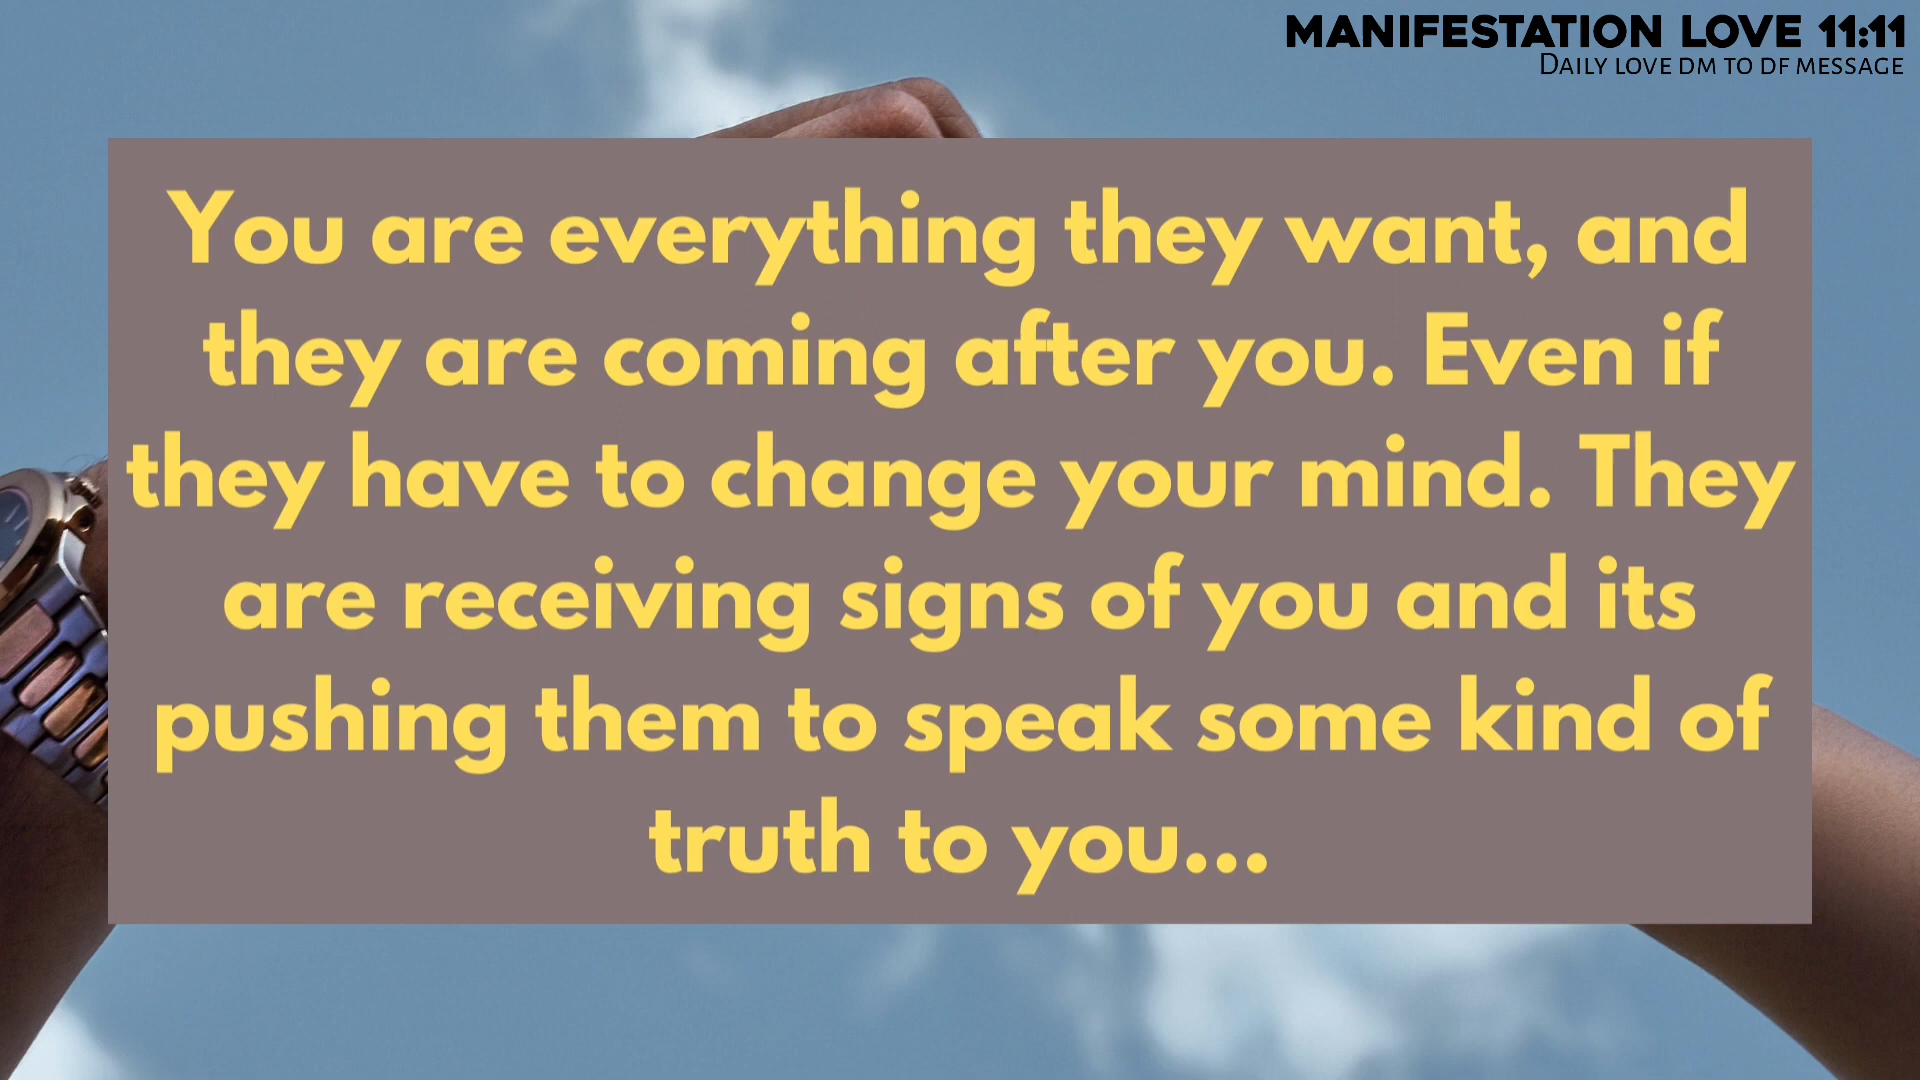 MANIFESTATION LOVE 11:11
DAILY LOVE DM TO DF MESSAGE
You are everything they want, and
they are coming after you. Even if
they have to change your mind. They
are receiving signs of you and its
pushing them to speak some kind of
truth to you...